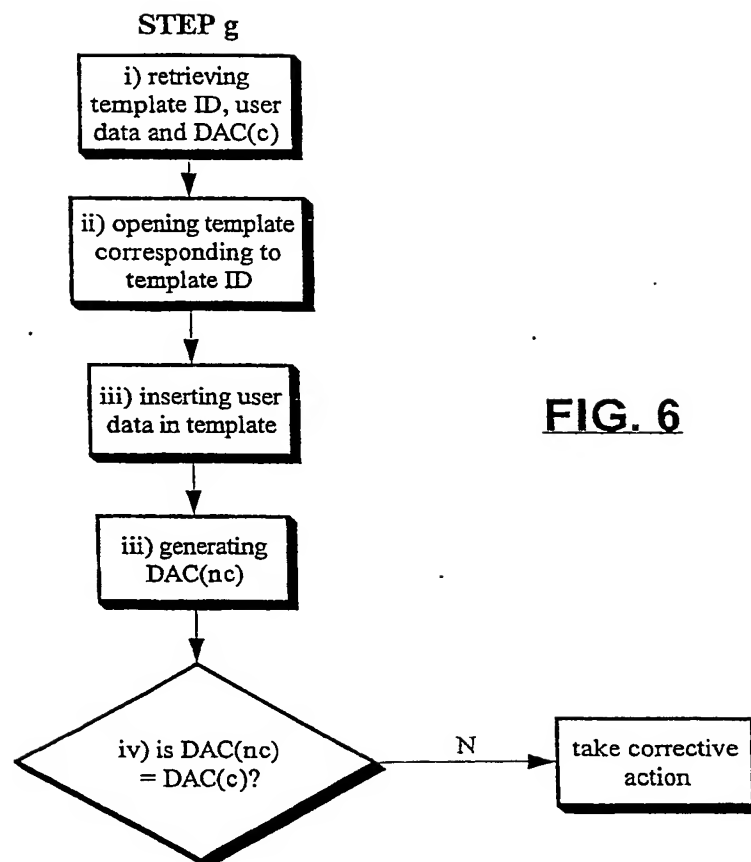 STEP g
i) retrieving
template ID, user
data and DAC(c)
ii) opening template
corresponding to
template ID
iii) inserting user
data in template
FIG. 6
iii) generating
DAC(nc)
iv) is DAC(nc)
= DAC(c)?
N
take corrective
action